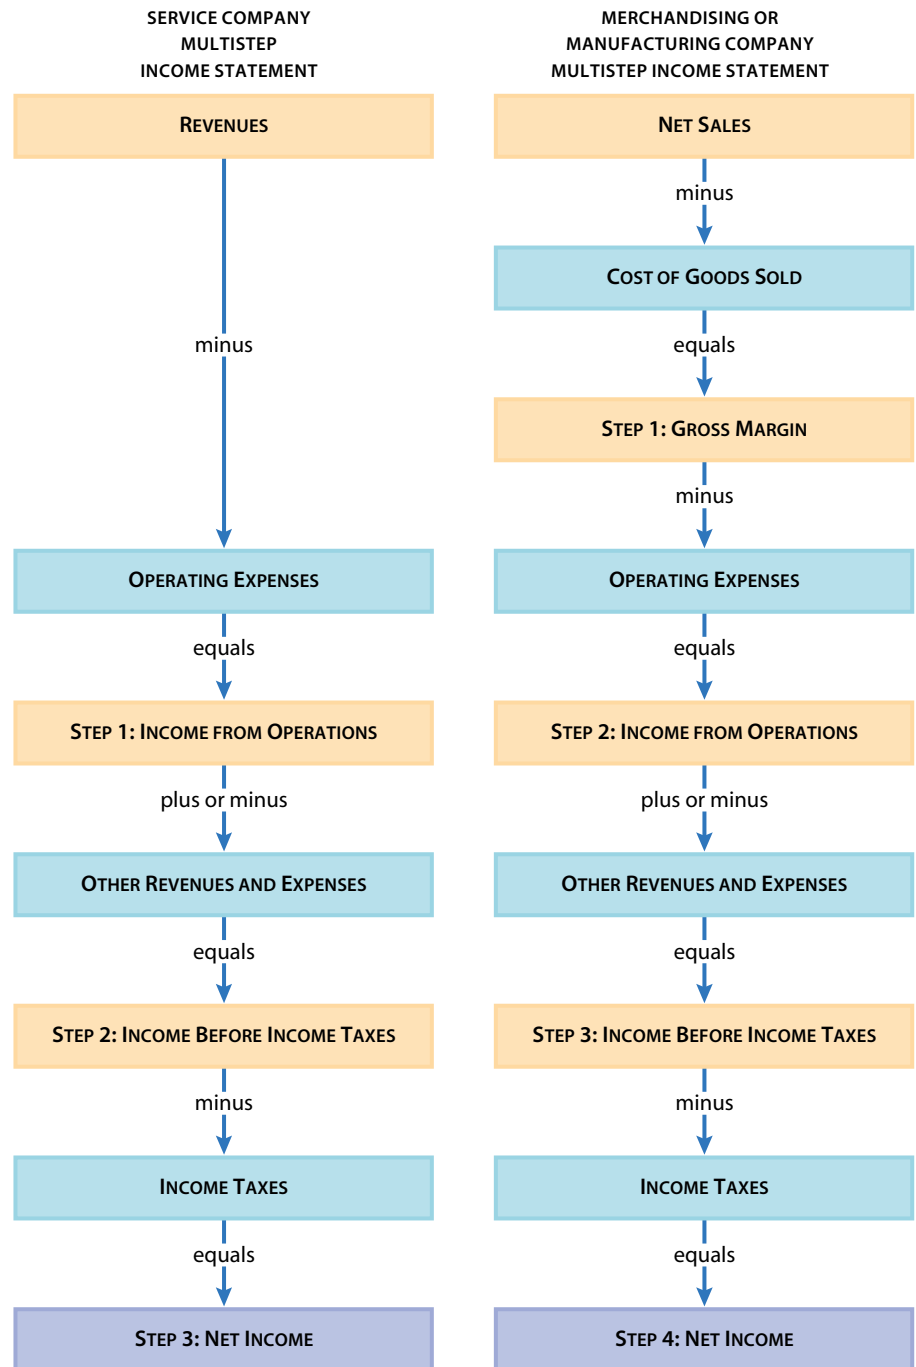 SERVICE COMPANY
MULTISTEP
INCOME STATEMENT
REVENUES
minus
OPERATING EXPENSES
equals
STEP 1: INCOME FROM OPERATIONS
plus or minus
OTHER REVENUES AND EXPENSES
equals
STEP 2: INCOME BEFORE INCOME TAXES
minus
INCOME TAXES
equals
STEP 3: NET INCOME
MERCHANDISING OR
MANUFACTURING COMPANY
MULTISTEP INCOME STATEMENT
NET SALES
minus
COST OF GOODS SOLD
equals
STEP 1: GROSS MARGIN
minus
OPERATING EXPENSES
equals
STEP 2: INCOME FROM OPERATIONS
plus or minus
OTHER REVENUES AND EXPENSES
equals
STEP 3: INCOME BEFORE INCOME TAXES
minus
INCOME TAXES
equals
STEP 4: NET INCOME